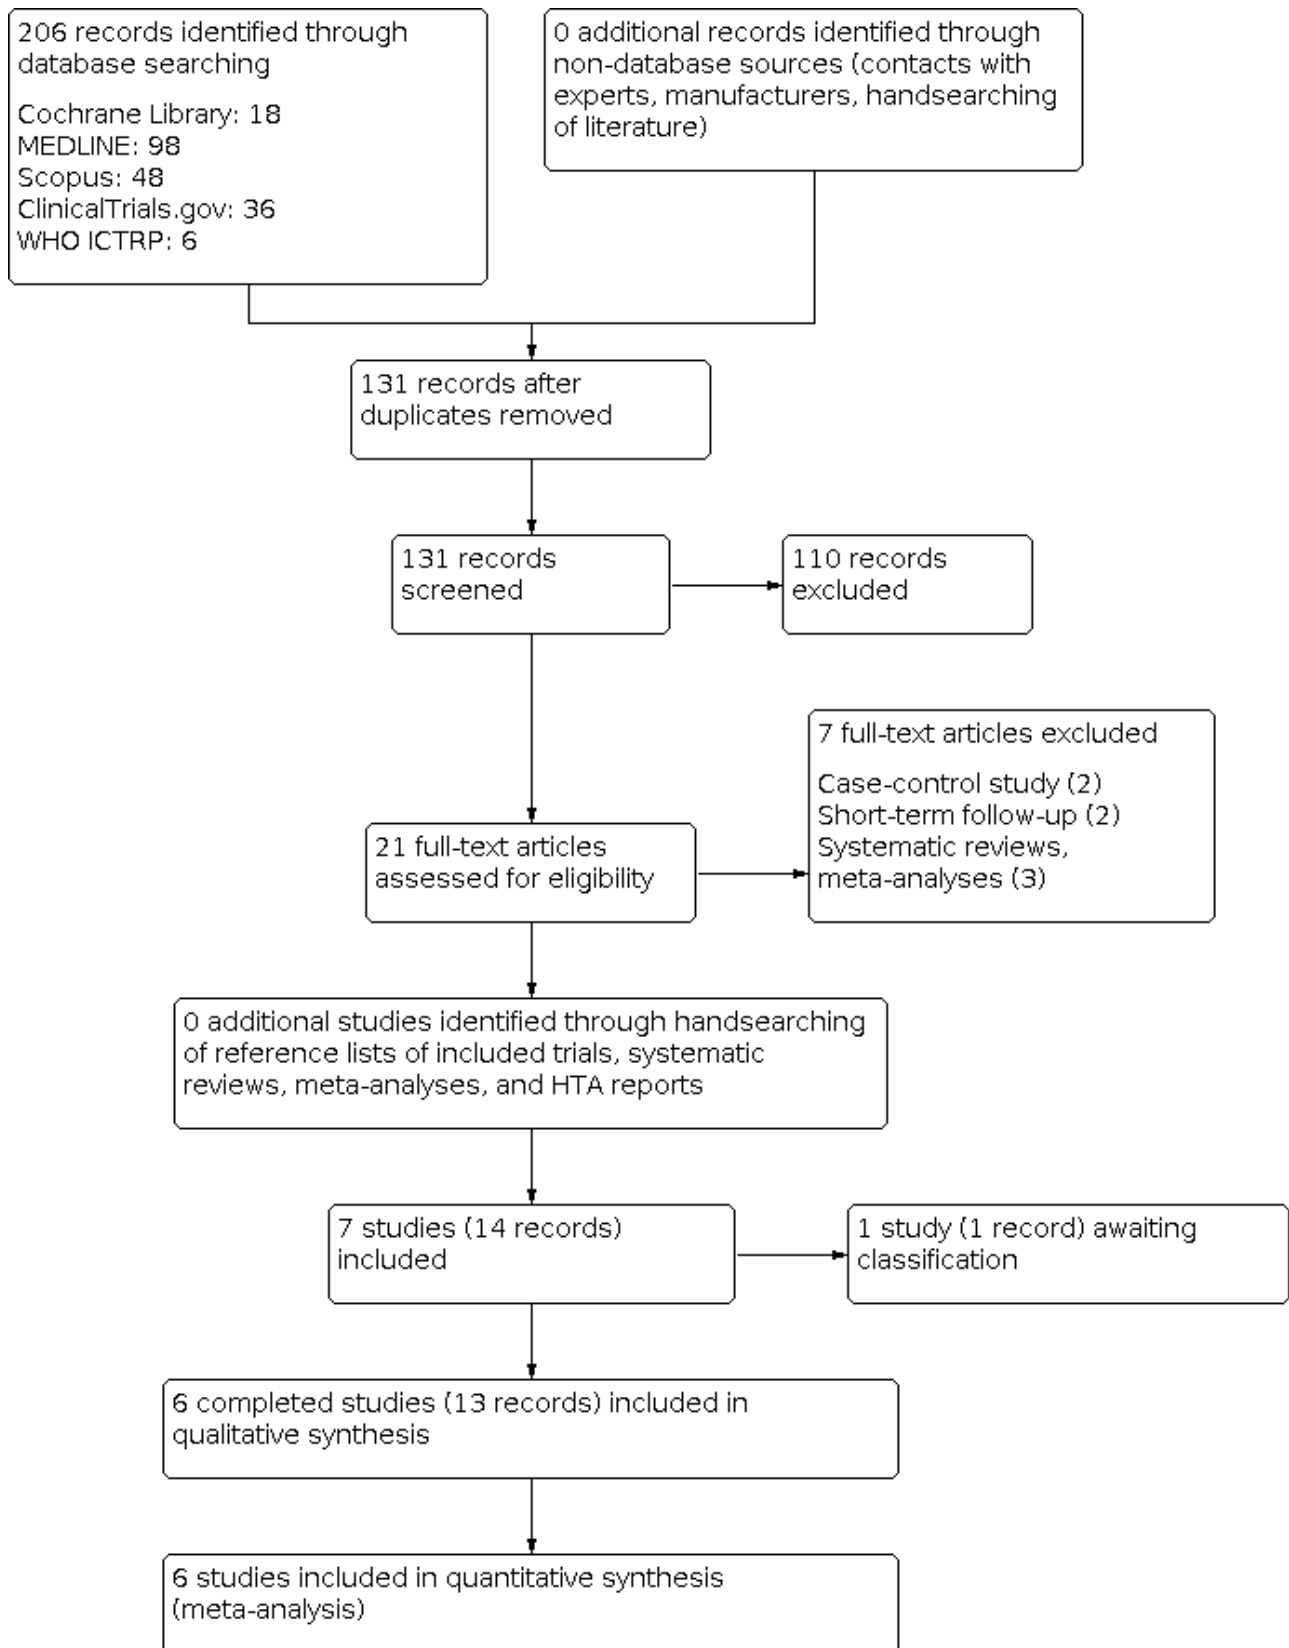 206 records identified through
database searching
Cochrane Library: 18
MEDLINE: 98
Scopus: 48
ClinicalTrials.gov: 36
WHO ICTRP: 6
0 additional records identified through
non-database sources (contacts with
experts, manufacturers, handsearching
of literature)
131 records after
duplicates removed
131 records
screened
110 records
excluded
7 full-text articles excluded
Case-control study (2)
Short-term follow-up (2)
Systematic reviews,
meta-analyses (3)
21 full-text articles
assessed for eligibility
0 additional studies identified through handsearching
of reference lists of included trials, systematic
reviews, meta-analyses, and HTA reports
7 studies (14 records)
included
1 study (1 record) awaiting
classification
6 completed studies (13 records) included in
qualitative synthesis
6 studies included in quantitative synthesis
(meta-analysis)